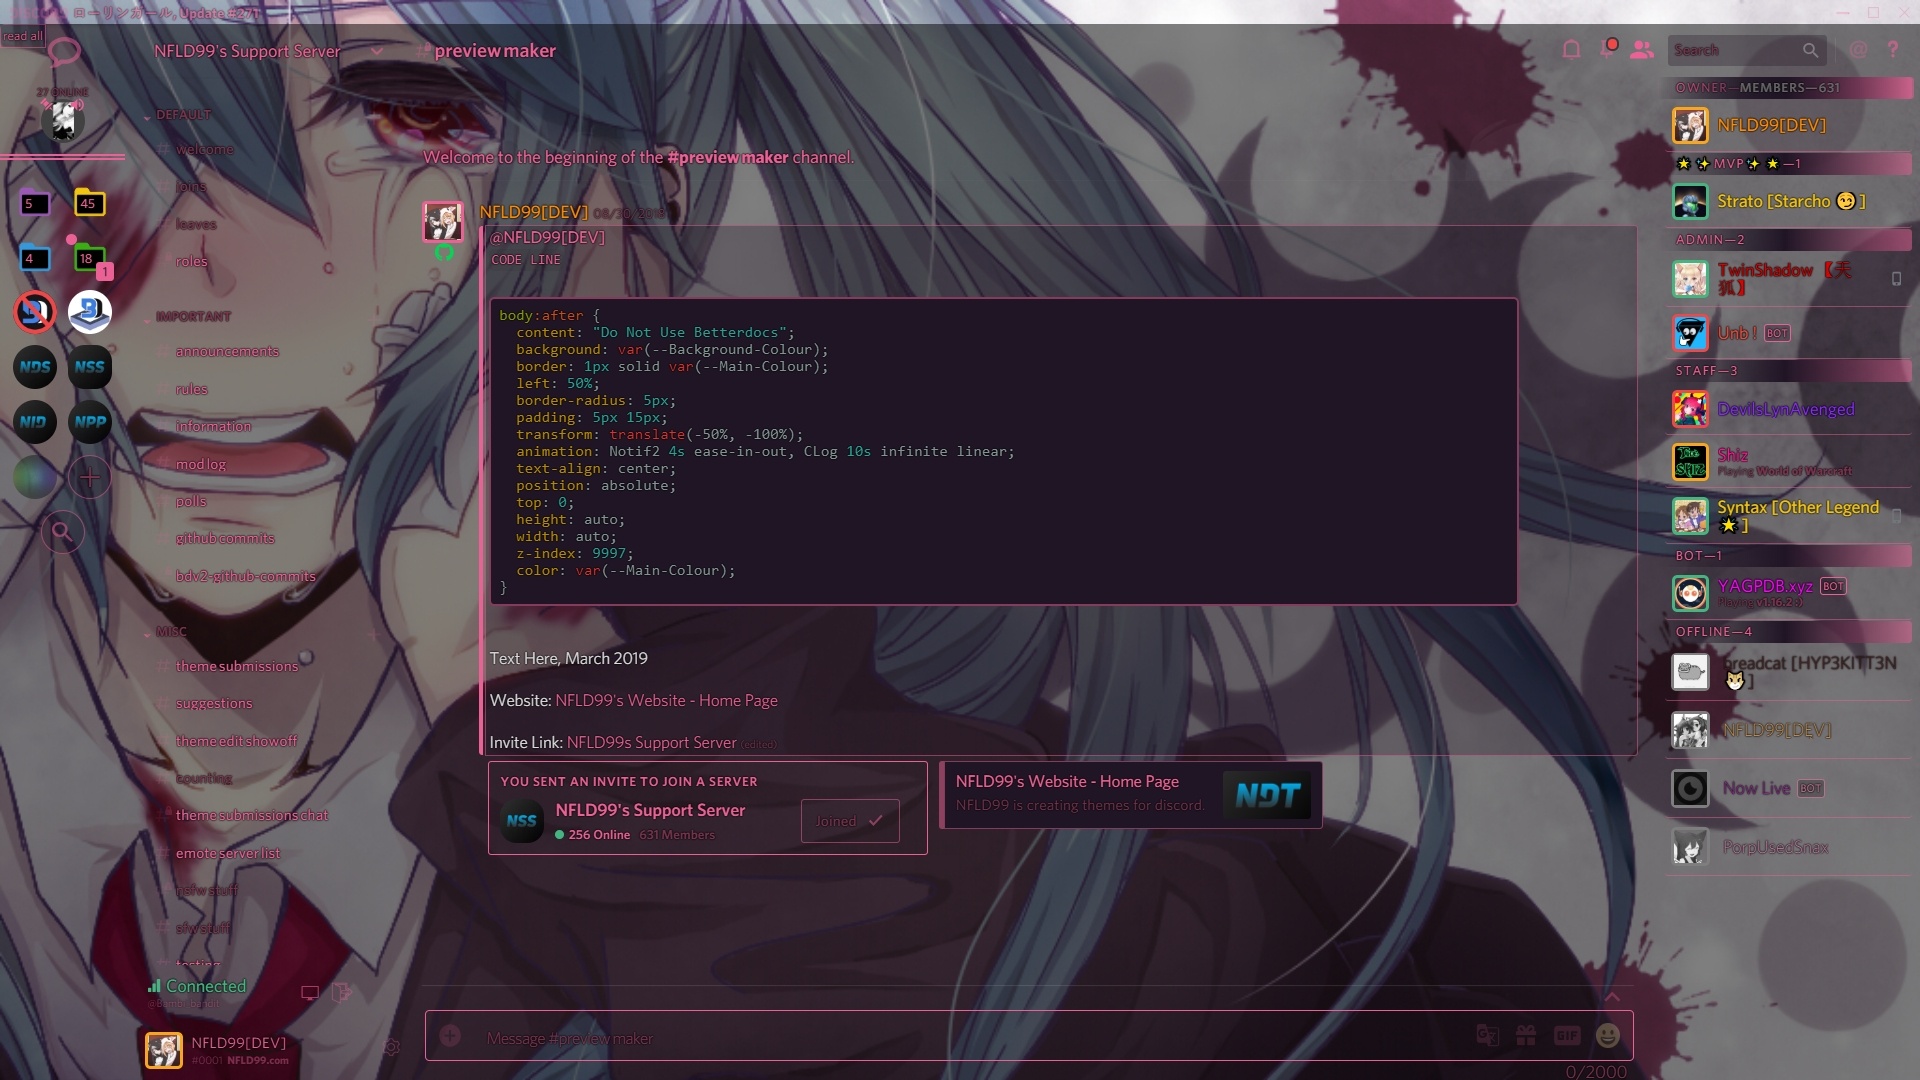 ローリンガール, Update #271
read all
NFLD99's Support Server
#preview maker
Search
27 ONLINE
5
45
4
18
1
NDS
NSS
NID
NPP
DEFAULT
welcome
joins
leaves
roles
IMPORTANT
announcements
rules
information
mod log
polls
github commits
bdv2-github-commits
MISC
theme submissions
suggestions
theme edit showoff
counting
theme submissions chat
emote server list
nsfw stuff
sfw stuff
testing
Connected
NFLD99[DEV]
#0001 NFLD99.com
Welcome to the beginning of the #preview maker channel.
NFLD99[DEV] 08/30/2018
@NFLD99[DEV]
CODE LINE
body:after {
content: "Do Not Use Betterdocs";
background: var(--Background-Colour);
border: 1px solid var(--Main-Colour);
left: 50%;
border-radius: 5px;
padding: 5px 15px;
transform: translate(-50%, -100%);
animation: Notif2 4s ease-in-out, CLog 10s infinite linear;
text-align: center;
position: absolute;
top: 0;
height: auto;
width: auto;
z-index: 9997;
color: var(--Main-Colour);
}
Text Here, March 2019
Website: NFLD99's Website - Home Page
Invite Link: NFLD99s Support Server (edited)
YOU SENT AN INVITE TO JOIN A SERVER
NSS
NFLD99's Support Server
256 Online 631 Members
Joined
NFLD99's Website - Home Page
NFLD99 is creating themes for discord.
NDT
Message #preview maker
GIF
0/2000
OWNER—MEMBERS—631
NFLD99[DEV]
🌟✨MVP✨🌟—1
Strato [Starcho 😏]
ADMIN—2
TwinShadow 【天
狐】
Unb ! BOT
STAFF—3
DevilsLynAvenged
The SHIZ
Shiz
Playing World of Warcraft
Syntax [Other Legend
🌟]
BOT—1
YAGPDB.xyz BOT
Playing v1.16.2 :)
OFFLINE—4
breadcat [HYP3KITT3N
🐱]
NFLD99[DEV]
Now Live BOT
PorpUsedSnax